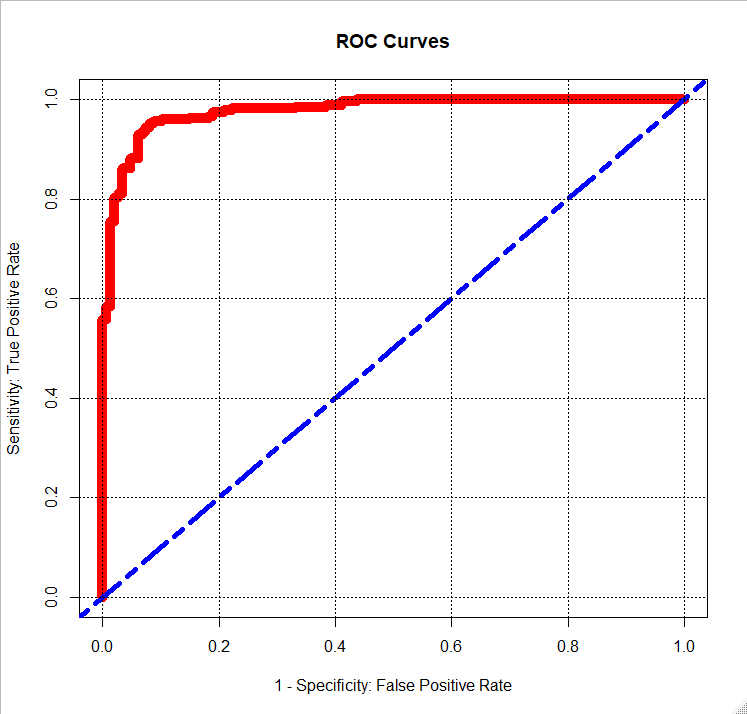 ROC Curves
Sensitivity: True Positive Rate
1.0
0.8
0.6
0.4
0.2
0.0
0.0 0.2 0.4 0.6 0.8 1.0
1 - Specificity: False Positive Rate